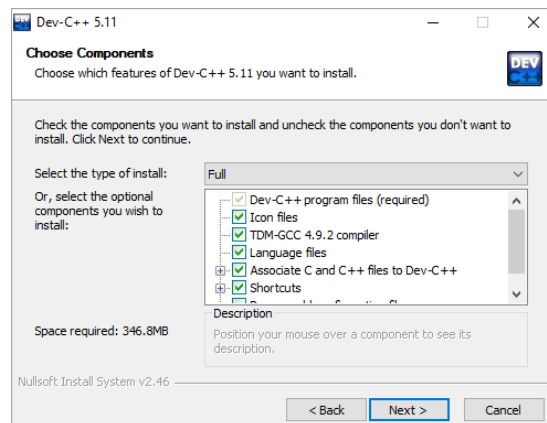 Dev-C++ 5.11
Choose Components
Choose which features of Dev-C++ 5.11 you want to install.
DEV
C++
Check the components you want to install and uncheck the components you don't want to
install. Click Next to continue.
Select the type of install:
Full
Or, select the optional
components you wish to
install:
Dev-C++ program files (required)
Icon files
TDM-GCC 4.9.2 compiler
Language files
Associate C and C++ files to Dev-C++
Shortcuts
Description
Position your mouse over a component to see its
description.
Space required: 346.8MB
Nullsoft Install System v2.46
< Back
Next >
Cancel